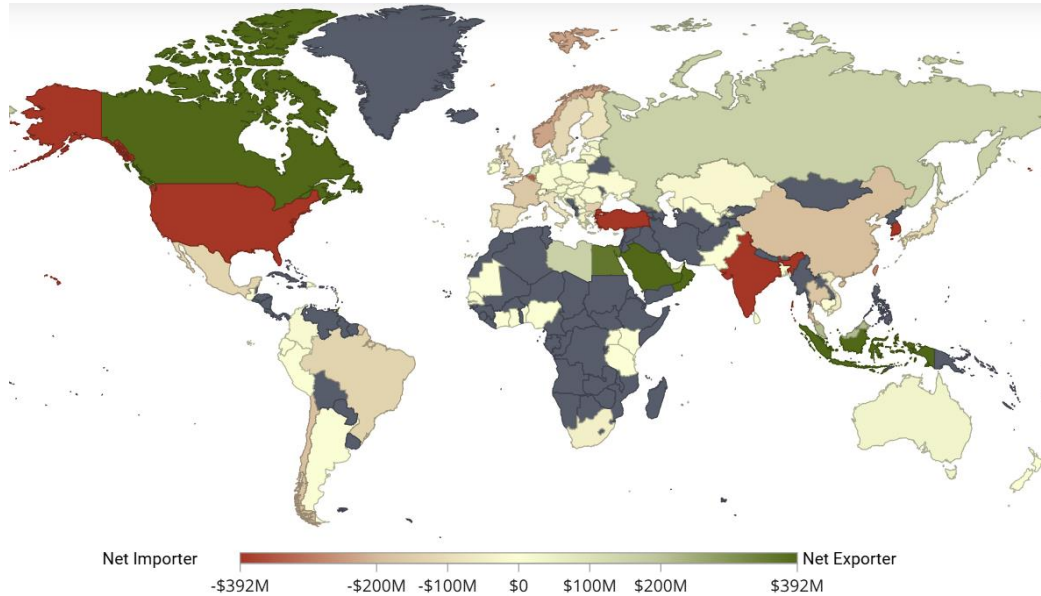 Net Importer
Net Exporter
-$392M
-$200M
-$100M
$0
$100M
$200M
$392M